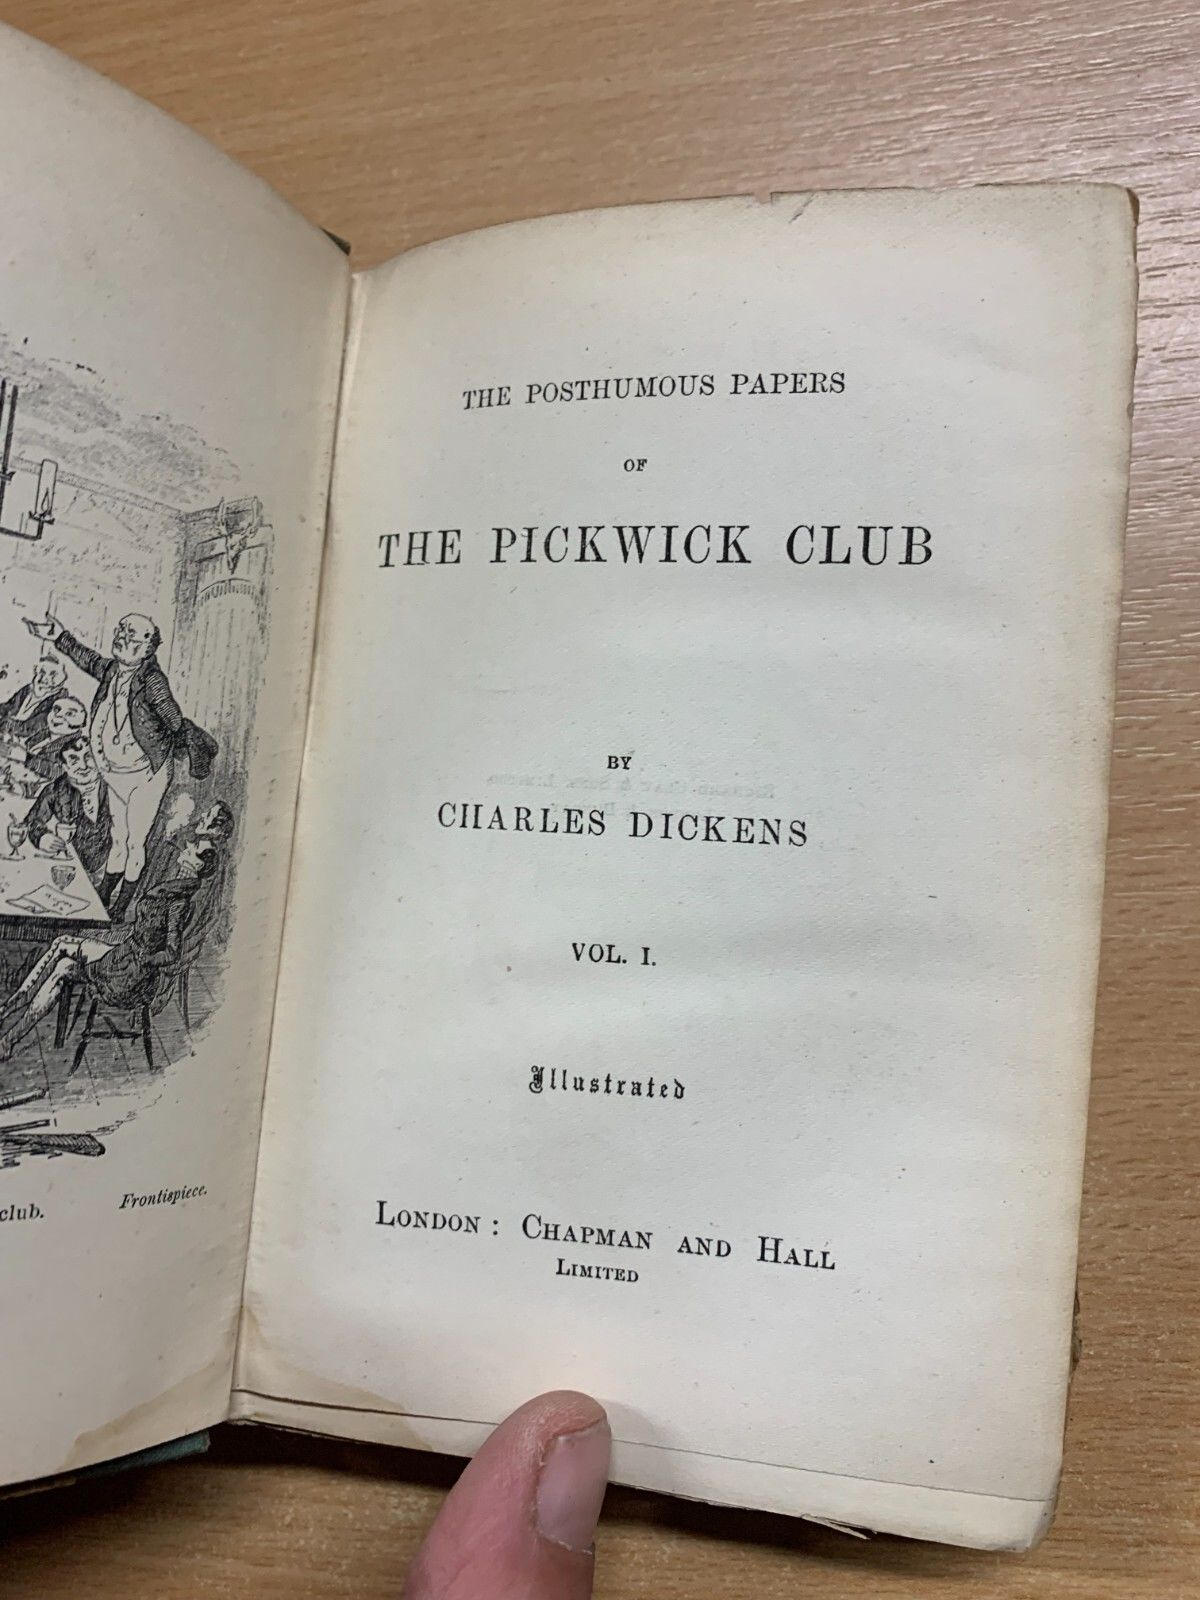 club.
Frontispiece.
THE POSTHUMOUS PAPERS
OF
THE PICKWICK CLUB
BY
CHARLES DICKENS
VOL. I.
Illustrated
LONDON: CHAPMAN AND HALL
LIMITED